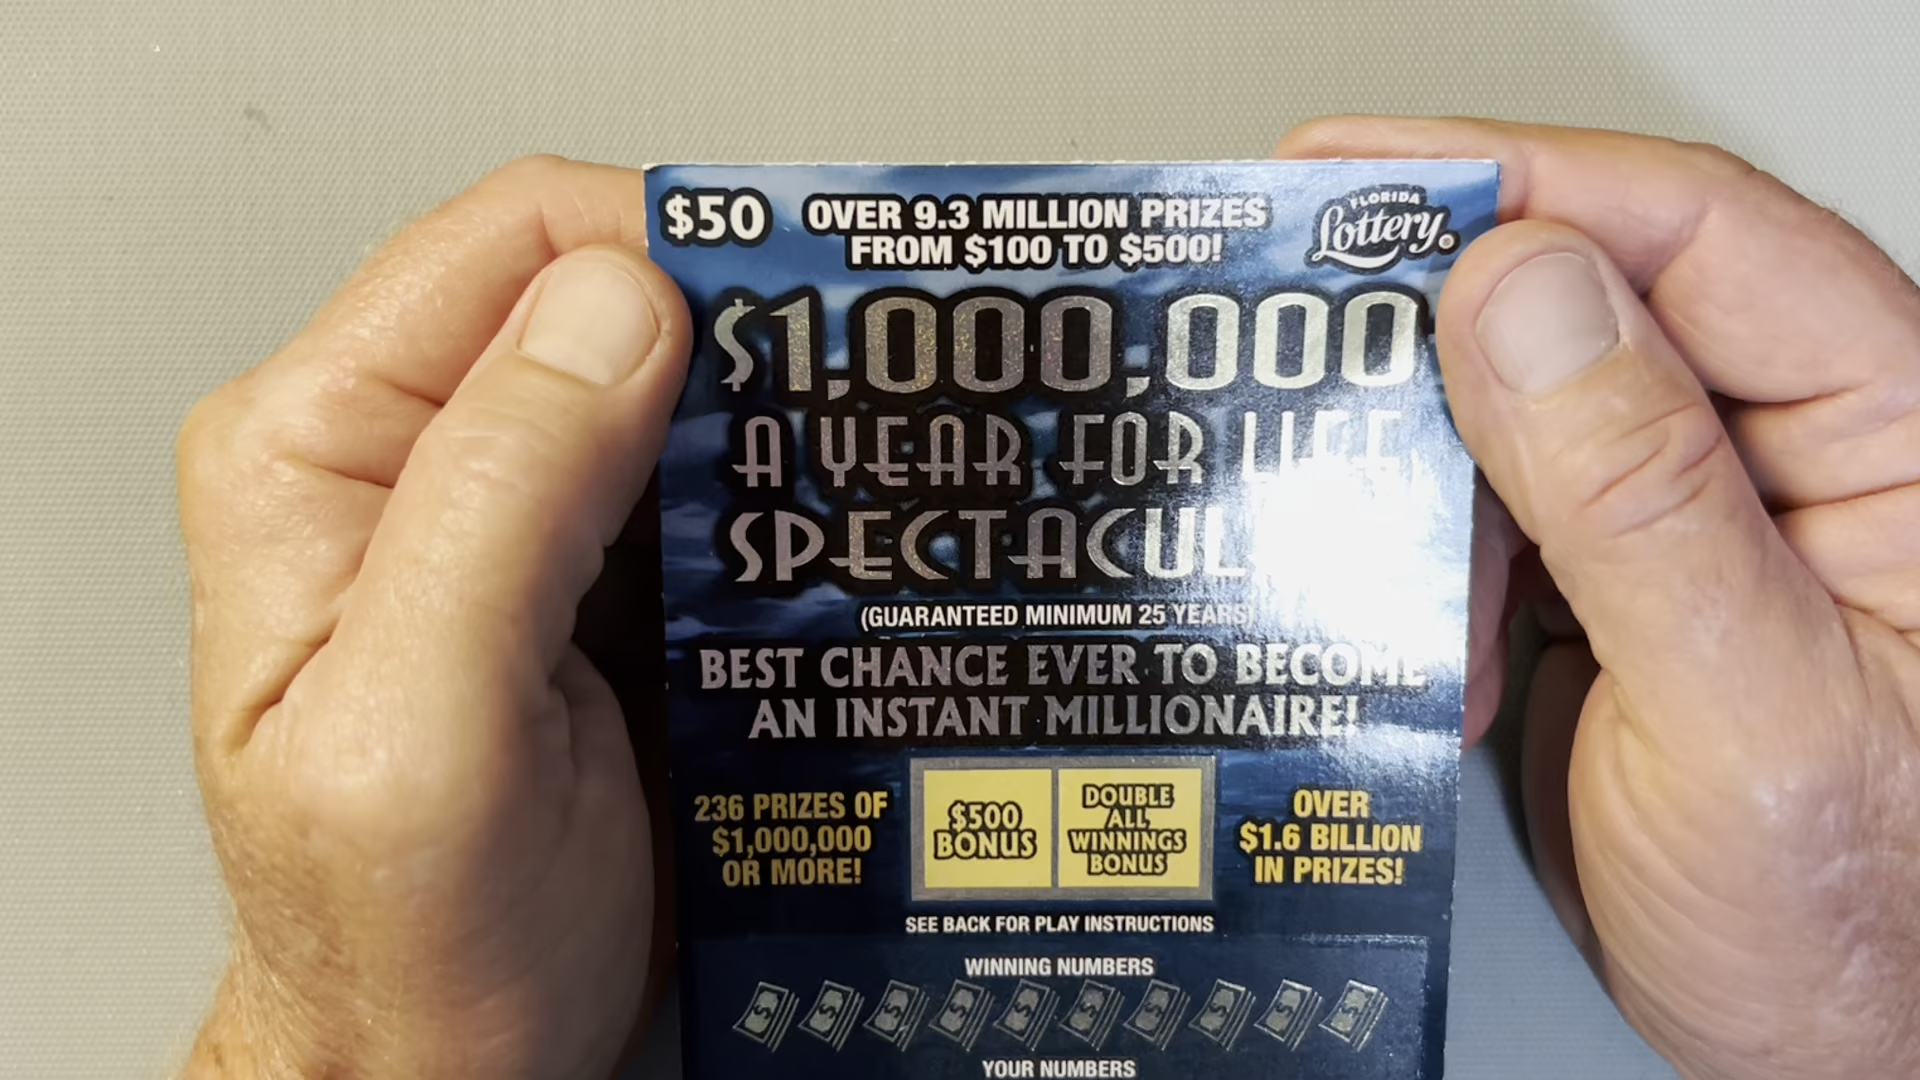 $50
OVER 9.3 MILLION PRIZES
FROM $100 TO $500!
FLORIDA
Lottery
$1,000,000
A YEAR FOR LIFE
SPECTACUL
(GUARANTEED MINIMUM 25 YEARS)
BEST CHANCE EVER TO BECOME
AN INSTANT MILLIONAIRE!
236 PRIZES OF
$1,000,000
OR MORE!
$500
BONUS
DOUBLE
ALL
WINNINGS
BONUS
OVER
$1.6 BILLION
IN PRIZES!
SEE BACK FOR PLAY INSTRUCTIONS
WINNING NUMBERS
YOUR NUMBERS